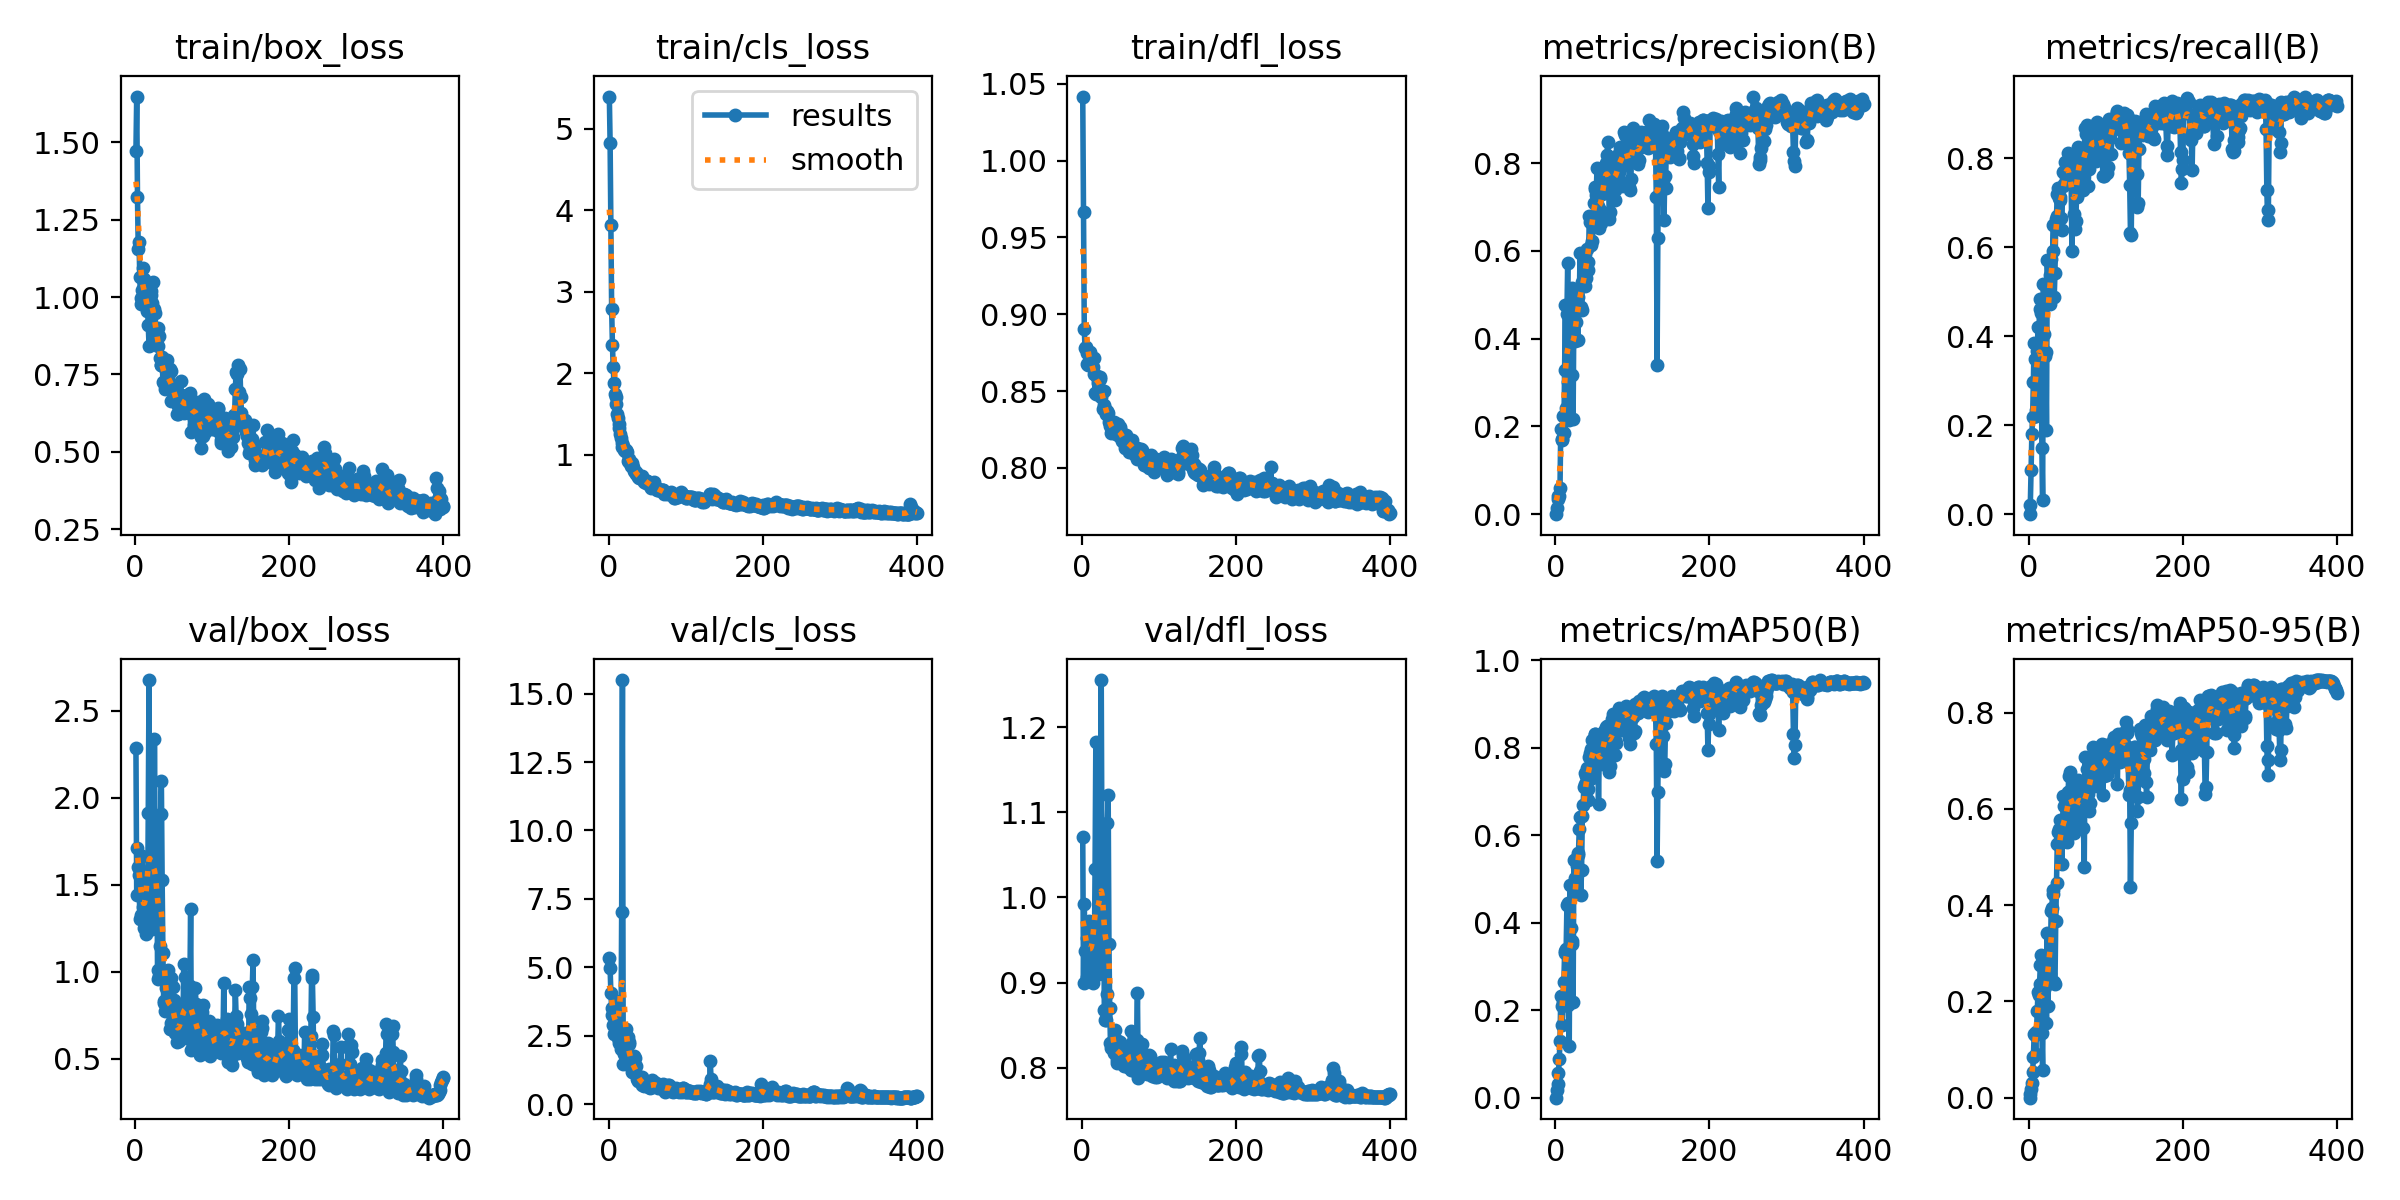 train/box_loss
1.50
1.25
1.00
0.75
0.50
0.25
0 200 400
train/cls_loss
results
smooth
5
4
3
2
1
0 200 400
train/dfl_loss
1.05
1.00
0.95
0.90
0.85
0.80
0 200 400
metrics/precision(B)
0.8
0.6
0.4
0.2
0.0
0 200 400
metrics/recall(B)
0.8
0.6
0.4
0.2
0.0
0 200 400
val/box_loss
2.5
2.0
1.5
1.0
0.5
0 200 400
val/cls_loss
15.0
12.5
10.0
7.5
5.0
2.5
0.0
0 200 400
val/dfl_loss
1.2
1.1
1.0
0.9
0.8
0 200 400
metrics/mAP50(B)
1.0
0.8
0.6
0.4
0.2
0.0
0 200 400
metrics/mAP50-95(B)
0.8
0.6
0.4
0.2
0.0
0 200 400